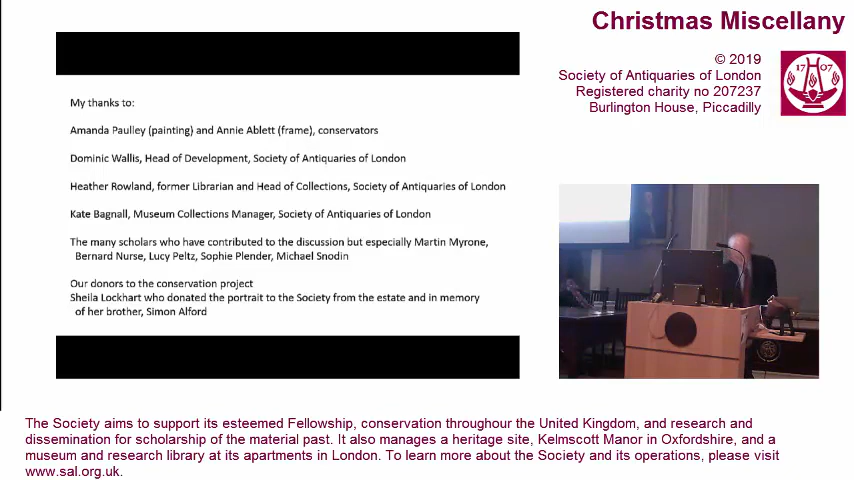 Christmas Miscellany
© 2019
Society of Antiquaries of London
Registered charity no 207237
Burlington House, Piccadilly
17 07
My thanks to:
Amanda Paulley (painting) and Annie Ablett (frame), conservators
Dominic Wallis, Head of Development, Society of Antiquaries of London
Heather Rowland, former Librarian and Head of Collections, Society of Antiquaries of London
Kate Bagnall, Museum Collections Manager, Society of Antiquaries of London
The many scholars who have contributed to the discussion but especially Martin Myrone,
Bernard Nurse, Lucy Peltz, Sophie Plender, Michael Snodin
Our donors to the conservation project
Sheila Lockhart who donated the portrait to the Society from the estate and in memory
of her brother, Simon Alford
The Society aims to support its esteemed Fellowship, conservation throughour the United Kingdom, and research and
dissemination for scholarship of the material past. It also manages a heritage site, Kelmscott Manor in Oxfordshire, and a
museum and research library at its apartments in London. To learn more about the Society and its operations, please visit
www.sal.org.uk.